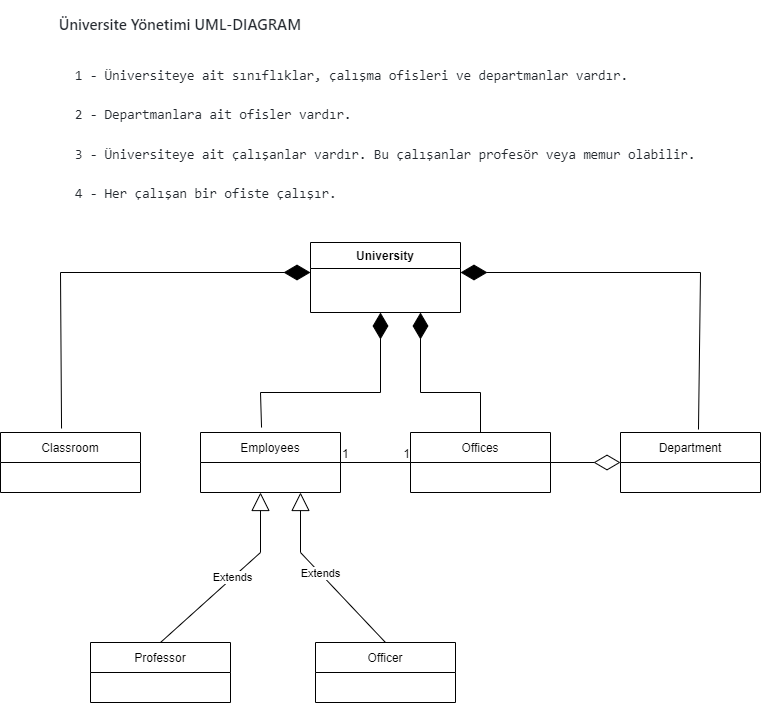 Üniversite Yönetimi UML-DIAGRAM
1 - Üniversiteye ait sınıflıklar, çalışma ofisleri ve departmanlar vardır.
2 - Departmanlara ait ofisler vardır.
3 - Üniversiteye ait çalışanlar vardır. Bu çalışanlar profesör veya memur olabilir.
4 - Her çalışan bir ofiste çalışır.
University
Classroom
Employees
Offices
Department
1
1
Extends
Extends
Professor
Officer